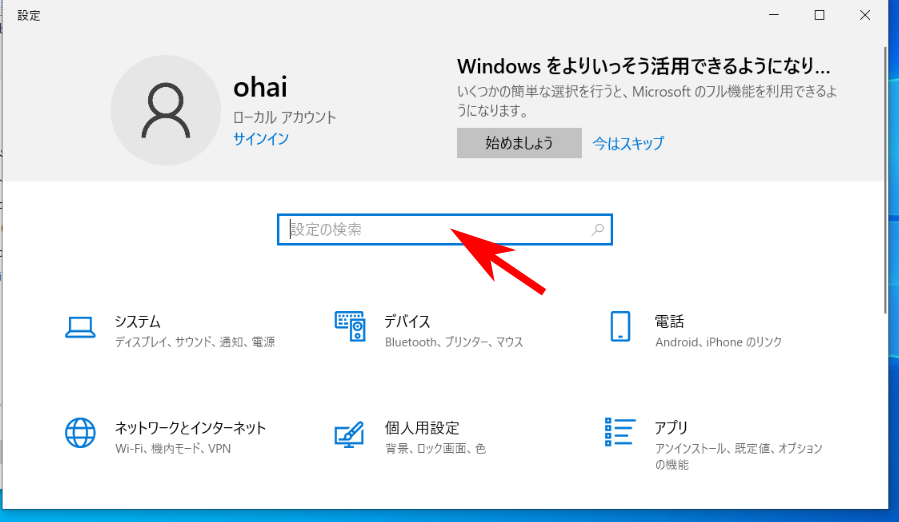 設定
ohai
ローカル アカウント
サインイン
Windows をよりいっそう活用できるようになり...
いくつかの簡単な選択を行うと、Microsoft のフル機能を利用できるよ
うになります。
始めましょう
今はスキップ
設定の検索
システム
ディスプレイ、サウンド、通知、電源
デバイス
Bluetooth、プリンター、マウス
電話
Android、iPhone のリンク
ネットワークとインターネット
Wi-Fi、機内モード、VPN
個人用設定
背景、ロック画面、色
アプリ
アンインストール、既定値、オプション
の機能